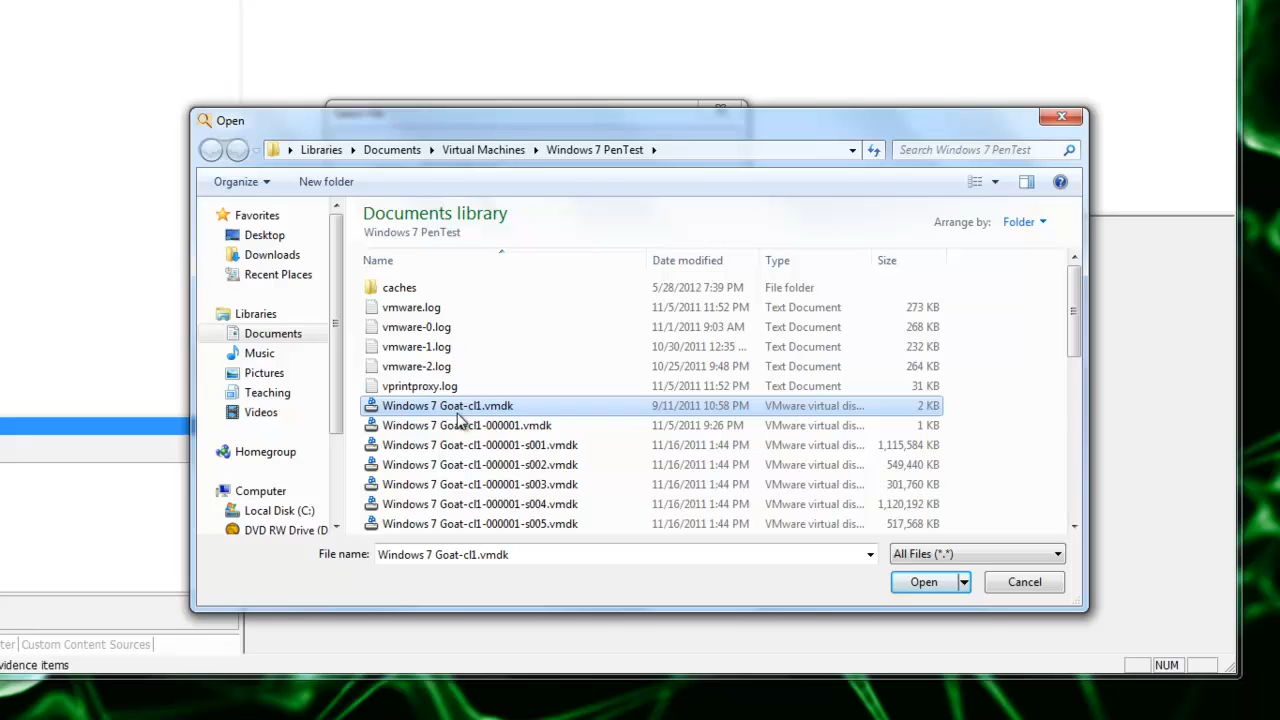 Open
Libraries Documents Virtual Machines Windows 7 PenTest Search Windows 7 PenTest
Organize New folder
Favorites
Desktop
Downloads
Recent Places
Libraries
Documents
Music
Pictures
Teaching
Videos
Homegroup
Computer
Local Disk (C:)
DVD RW Drive (D
Documents library
Windows 7 PenTest
Arrange by: Folder
Name Date modified Type Size
caches 5/28/2012 7:39 PM File folder
vmware.log 11/5/2011 11:52 PM Text Document 273 KB
vmware-0.log 11/1/2011 9:03 AM Text Document 268 KB
vmware-1.log 10/30/2011 12:35 ... Text Document 232 KB
vmware-2.log 10/25/2011 9:48 PM Text Document 264 KB
vprintproxy.log 11/5/2011 11:52 PM Text Document 31 KB
Windows 7 Goat-cl1.vmdk 9/11/2011 10:58 PM VMware virtual dis... 2 KB
Windows 7 Goat-cl1-000001.vmdk 11/5/2011 9:26 PM VMware virtual dis... 1 KB
Windows 7 Goat-cl1-000001-s001.vmdk 11/16/2011 1:44 PM VMware virtual dis... 1,115,584 KB
Windows 7 Goat-cl1-000001-s002.vmdk 11/16/2011 1:44 PM VMware virtual dis... 549,440 KB
Windows 7 Goat-cl1-000001-s003.vmdk 11/16/2011 1:44 PM VMware virtual dis... 301,760 KB
Windows 7 Goat-cl1-000001-s004.vmdk 11/16/2011 1:44 PM VMware virtual dis... 1,120,192 KB
Windows 7 Goat-cl1-000001-s005.vmdk 11/16/2011 1:44 PM VMware virtual dis... 517,568 KB
File name: Windows 7 Goat-cl1.vmdk All Files (*.*)
Open Cancel
ter Custom Content Sources
vidence items NUM